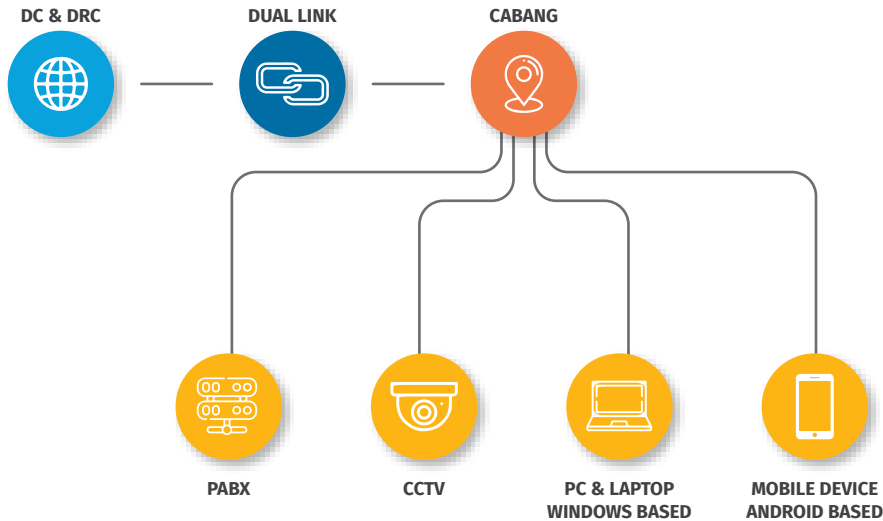 DC & DRC
DUAL LINK
CABANG
PABX
CCTV
PC & LAPTOP
WINDOWS BASED
MOBILE DEVICE
ANDROID BASED